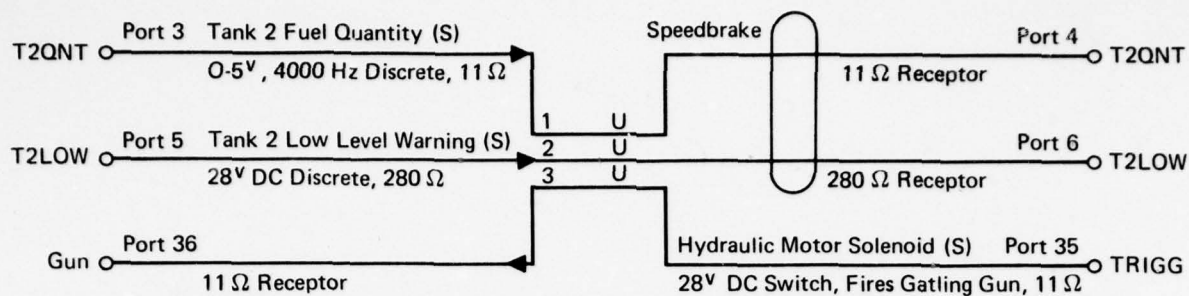 Port 3 Tank 2 Fuel Quantity (S) Speedbrake Port 4
T2QNT T2QNT
O-5V, 4000 Hz Discrete, 11 Ω 11 Ω Receptor
1 U
Port 5 Tank 2 Low Level Warning (S) 2 U Port 6
T2LOW T2LOW
28V DC Discrete, 280 Ω 3 U 280 Ω Receptor
Port 36 Hydraulic Motor Solenoid (S) Port 35
Gun TRIGG
11 Ω Receptor 28V DC Switch, Fires Gatling Gun, 11 Ω